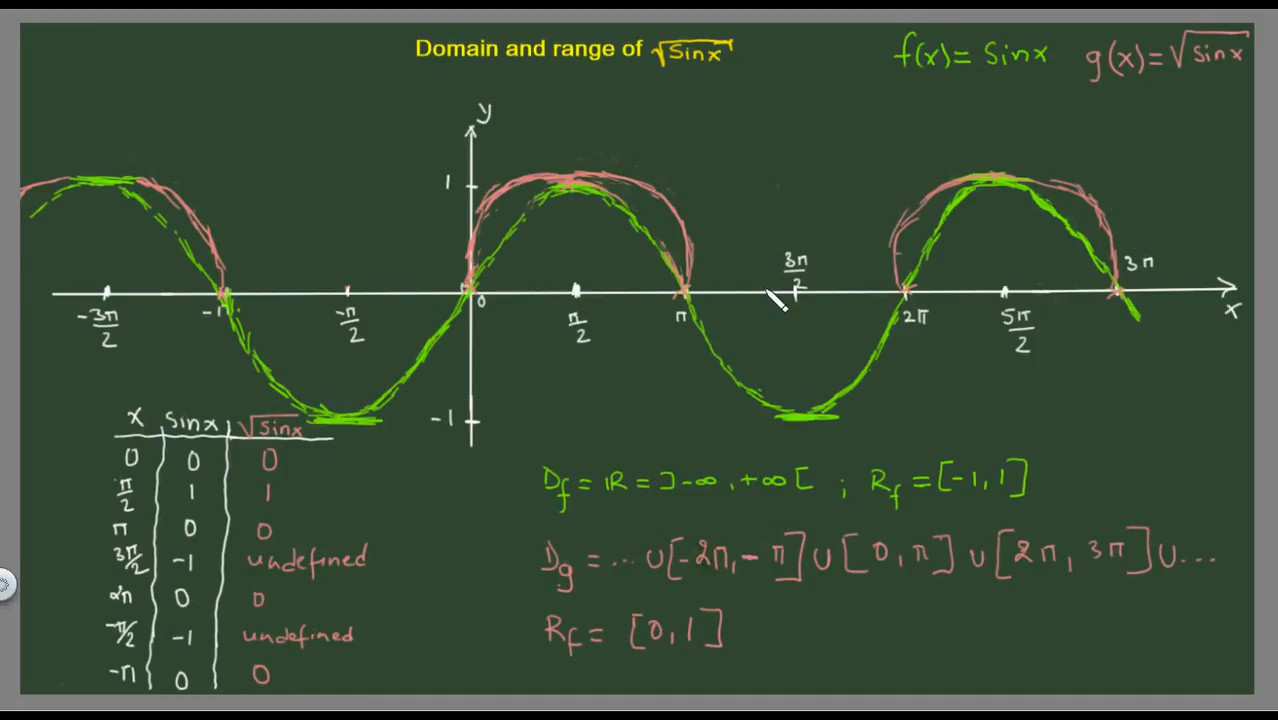 Domain and range of √sinx
f(x)= sinx
g(x)=√sinx
y
1
3π/2
3π
-3π/2
-π/2
0
π/2
π
2π
5π/2
x
-1
x sinx √sinx
0 0 0
π/2 1 1
π 0 0
3π/2 -1 undefined
2π 0 0
-π/2 -1 undefined
-π 0 0
Df = IR = ]-∞, +∞[ ; Rf = [-1,1]
Dg = ... ∪[-2π, -π]∪[0,π]∪[2π, 3π]∪...
Rf = [0,1]